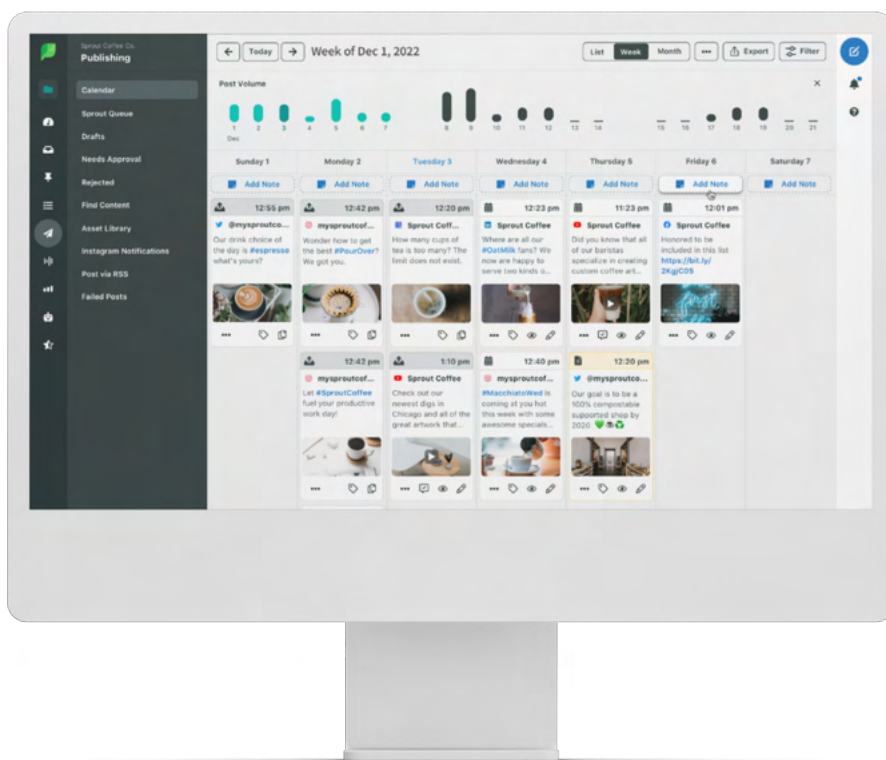 Sprout Coffee Co.
Publishing
Calendar
Sprout Queue
Drafts
Needs Approval
Rejected
Find Content
Asset Library
Instagram Notifications
Post via RSS
Failed Posts
Today
Week of Dec 1, 2022
List
Week
Month
Export
Filter
Post Volume
1 2 3 4 5 6 7 8 9 10 11 12 13 14 15 16 17 18 19 20 21
Dec
Sunday 1
Monday 2
Tuesday 3
Wednesday 4
Thursday 5
Friday 6
Saturday 7
Add Note
Add Note
Add Note
Add Note
Add Note
Add Note
Add Note
12:55 pm
@mysproutco...
Our drink choice of
the day is #espresso
what's yours?
12:42 pm
mysproutcof...
Wonder how to get
the best #PourOver?
We got you.
12:42 pm
mysproutcof...
Let #SproutCoffee
fuel your productive
work day!
12:20 pm
Sprout Coff...
How many cups of
tea is too many? The
limit does not exist.
1:10 pm
Sprout Coffee
Check out our
newest digs in
Chicago and all of the
great artwork that...
12:23 pm
Sprout Coffee
Where are all our
#OatMilk fans? We
now are happy to
serve two kinds o...
12:40 pm
mysproutcof...
#MacchiatoWed is
coming at you hot
this week with some
awesome specials...
11:23 pm
Sprout Coffee
Did you know that all
of our baristas
specialize in creating
custom coffee art...
12:20 pm
@mysproutco...
Our goal is to be a
100% compostable
supported shop by
2020 💚🌎♻️
12:01 pm
Sprout Coffee
Honored to be
included in this list
https://bit.ly/
2KgjC0S